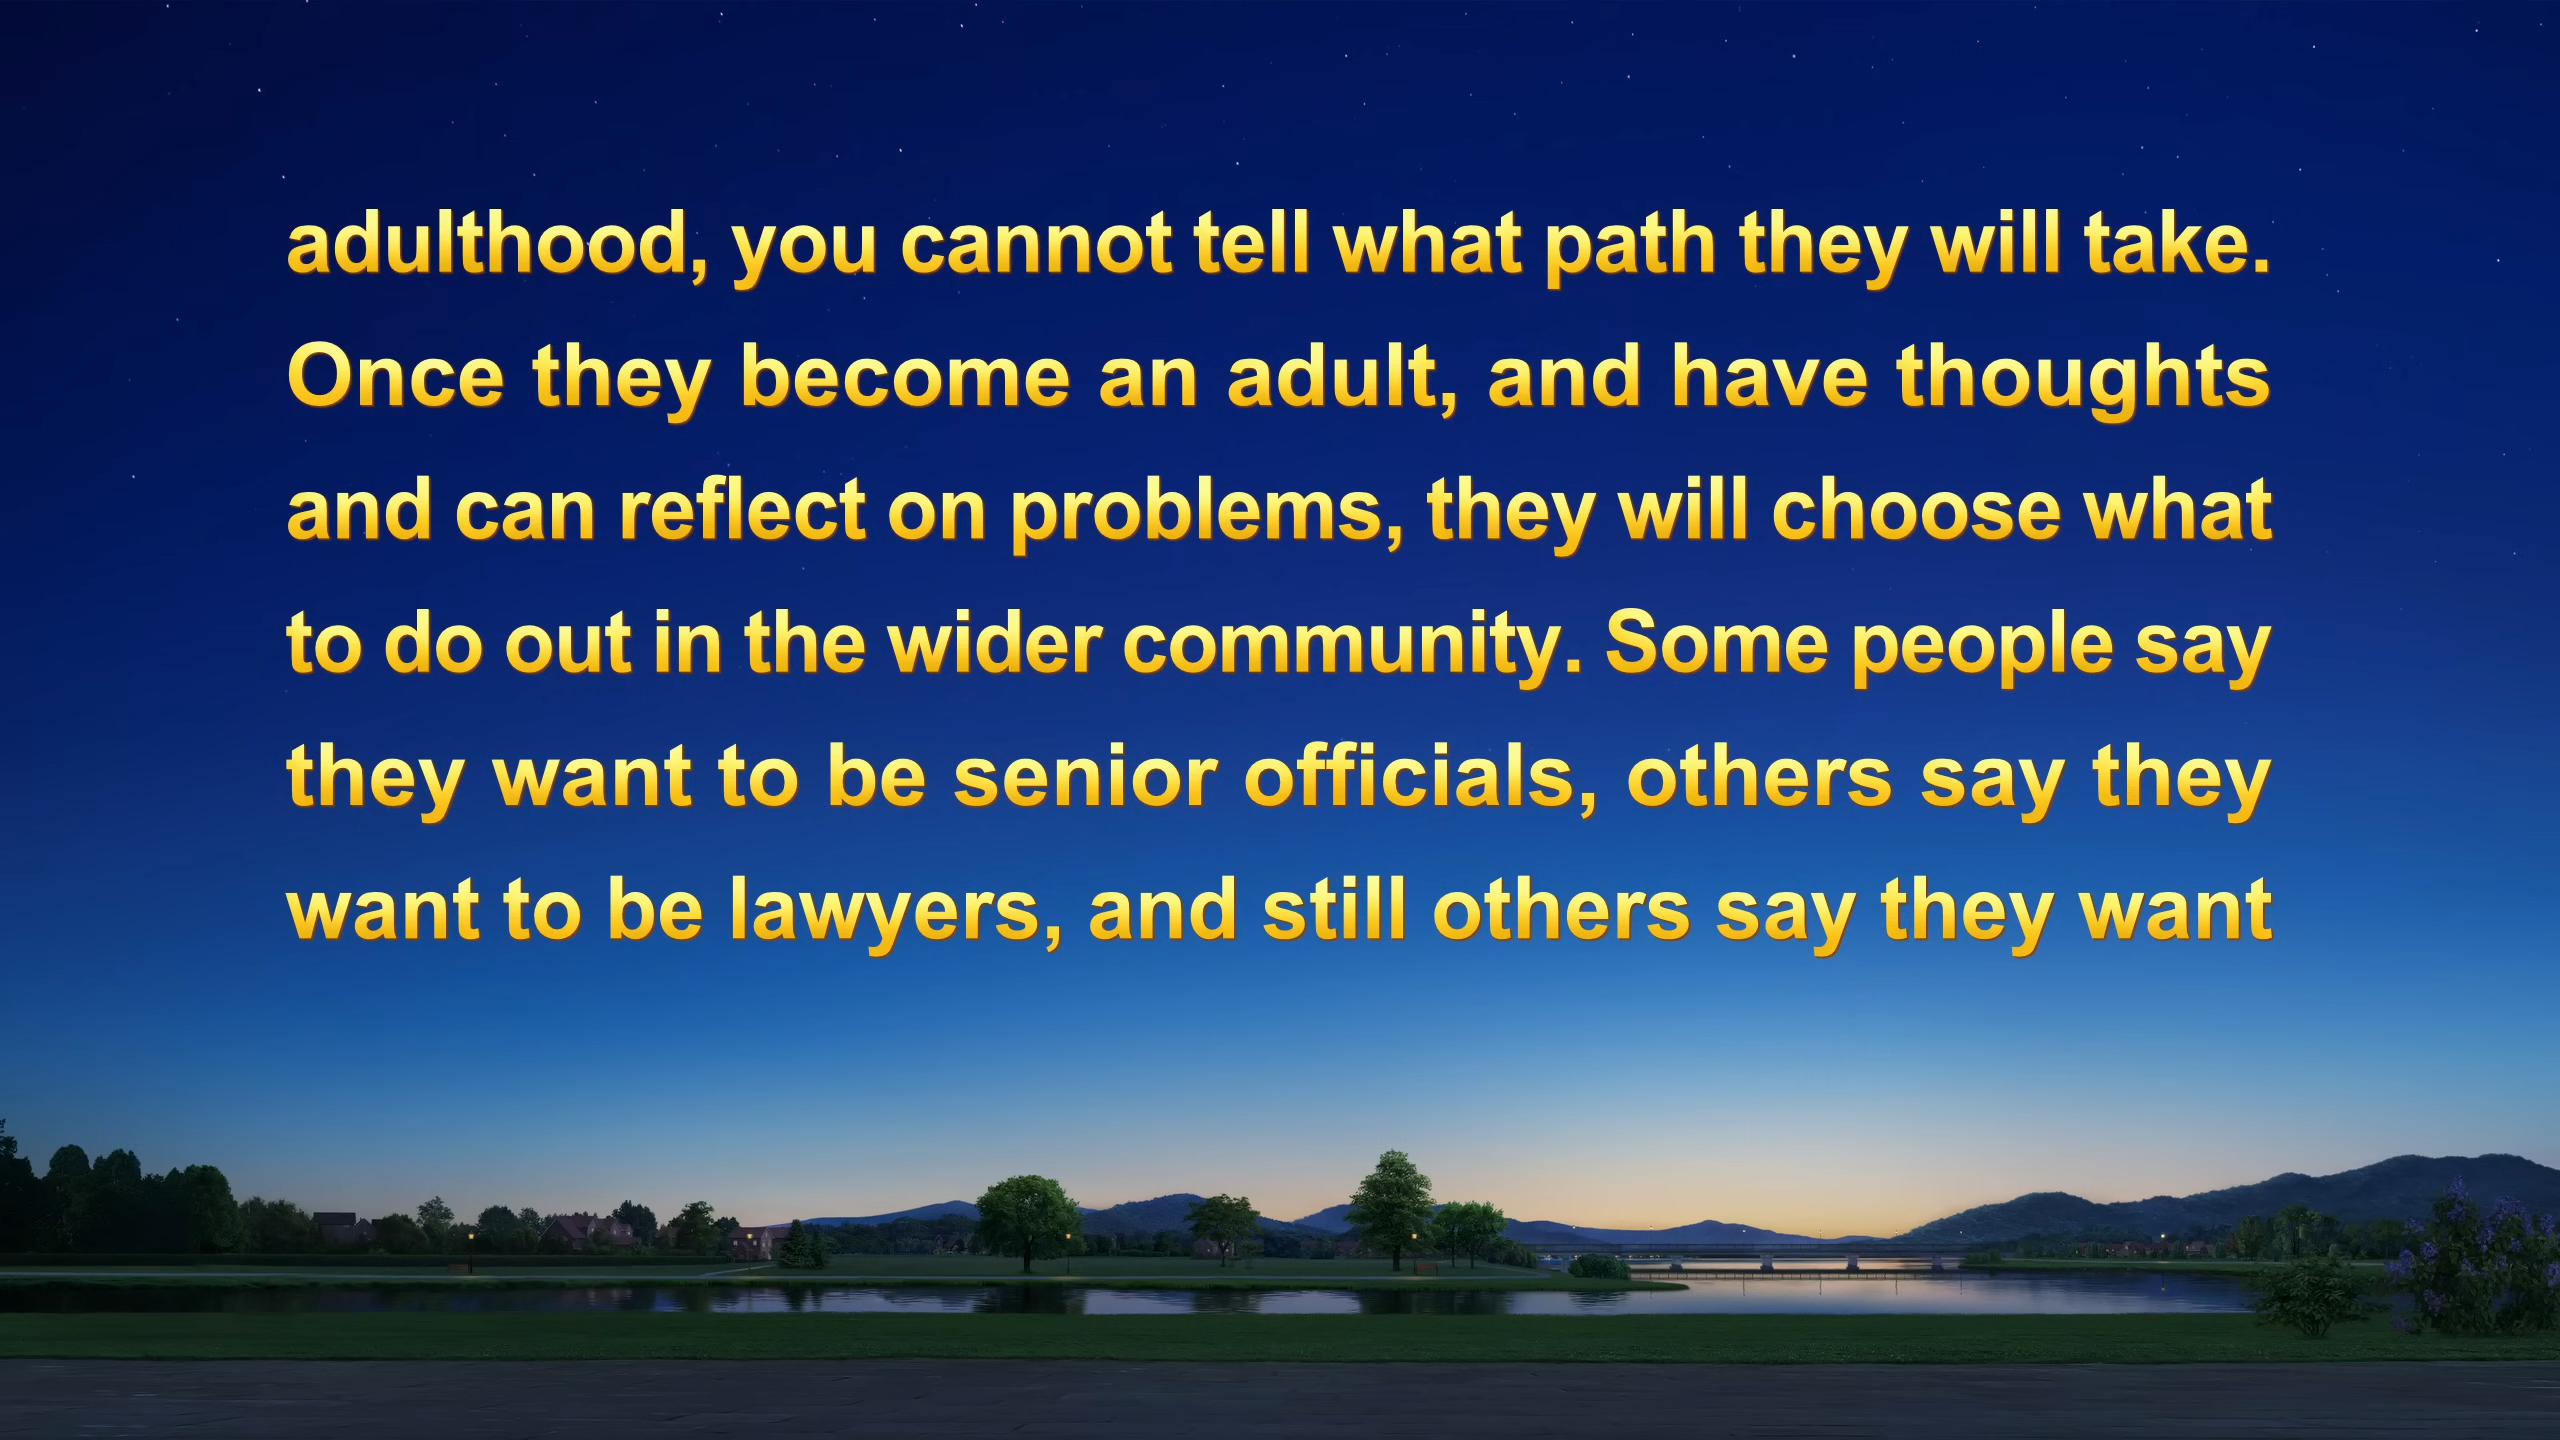 adulthood, you cannot tell what path they will take.
Once they become an adult, and have thoughts
and can reflect on problems, they will choose what
to do out in the wider community. Some people say
they want to be senior officials, others say they
want to be lawyers, and still others say they want